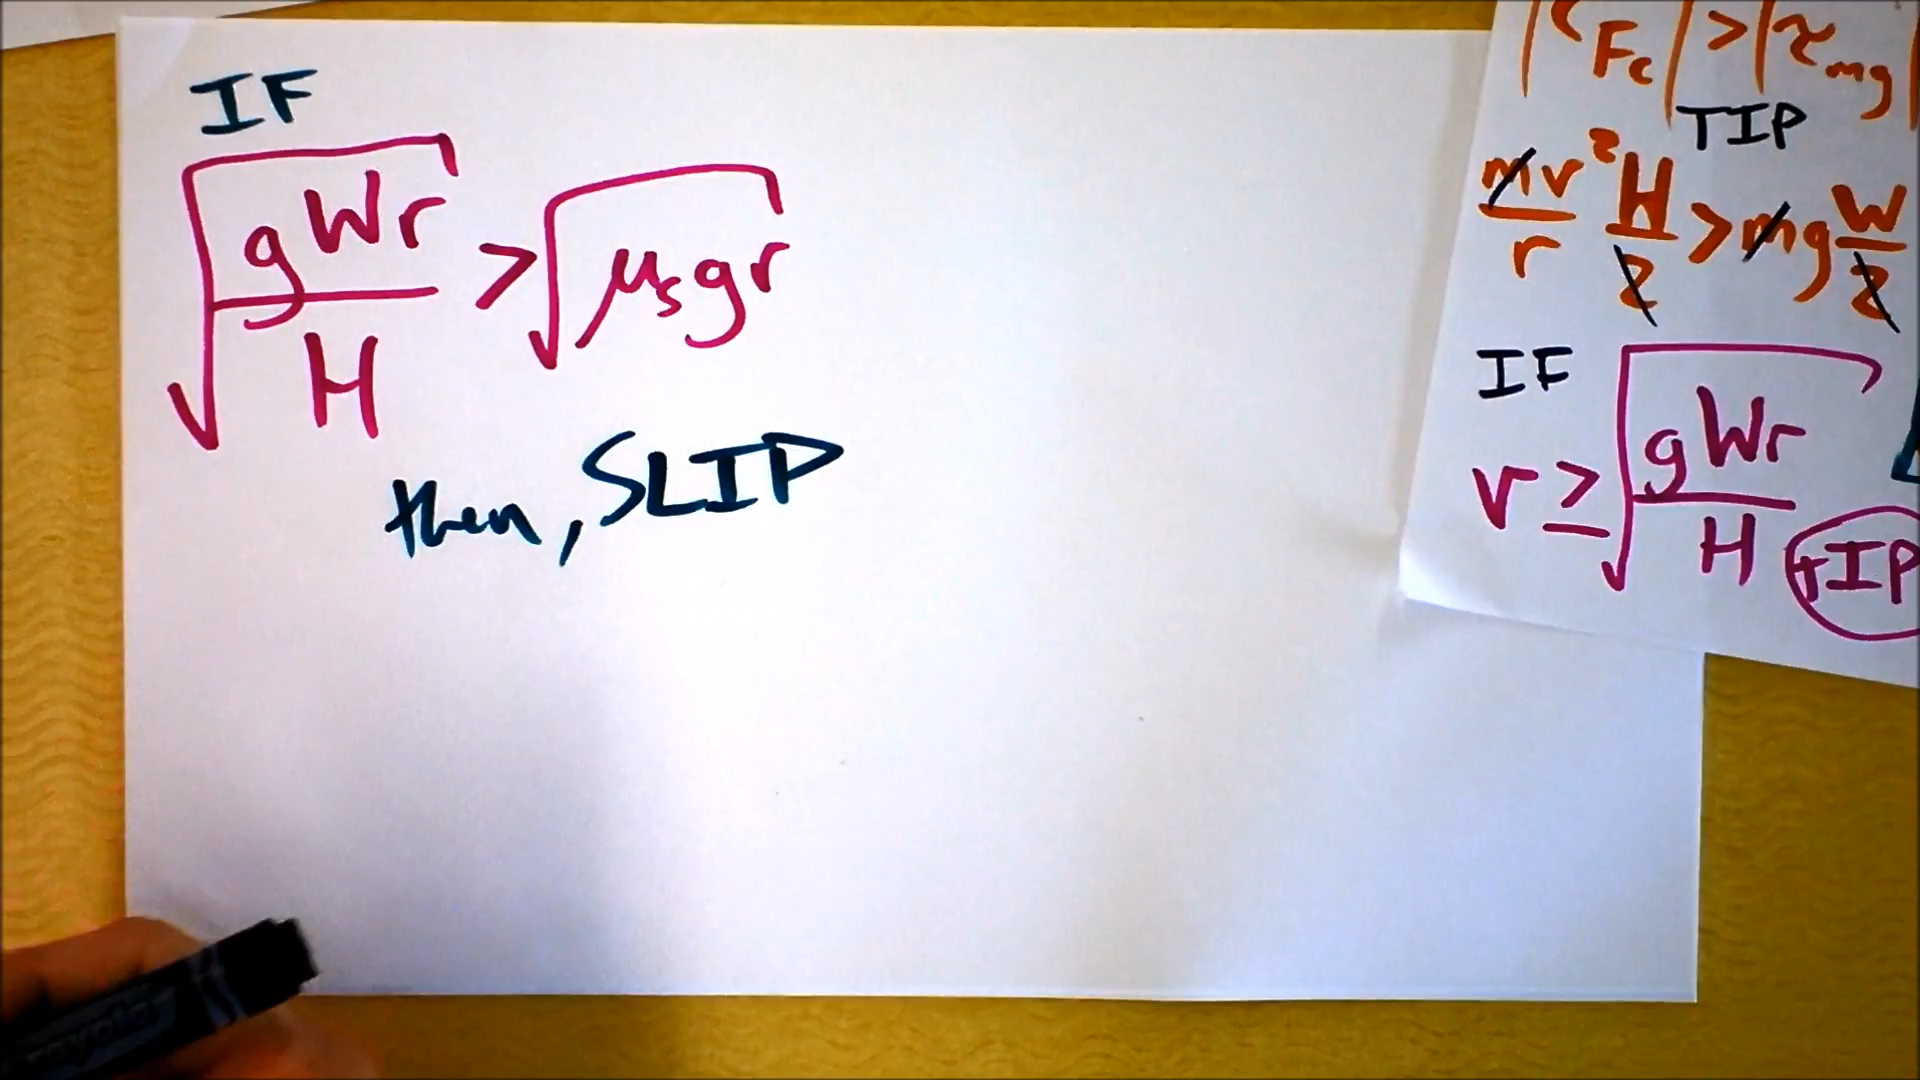 IF
√(gWr/H) > √(μsgr)
then, SLIP
|τFc| > |τmg|
TIP
mv²/r H/2 > mg W/2
IF
v ≥ √(gWr/H) TIP